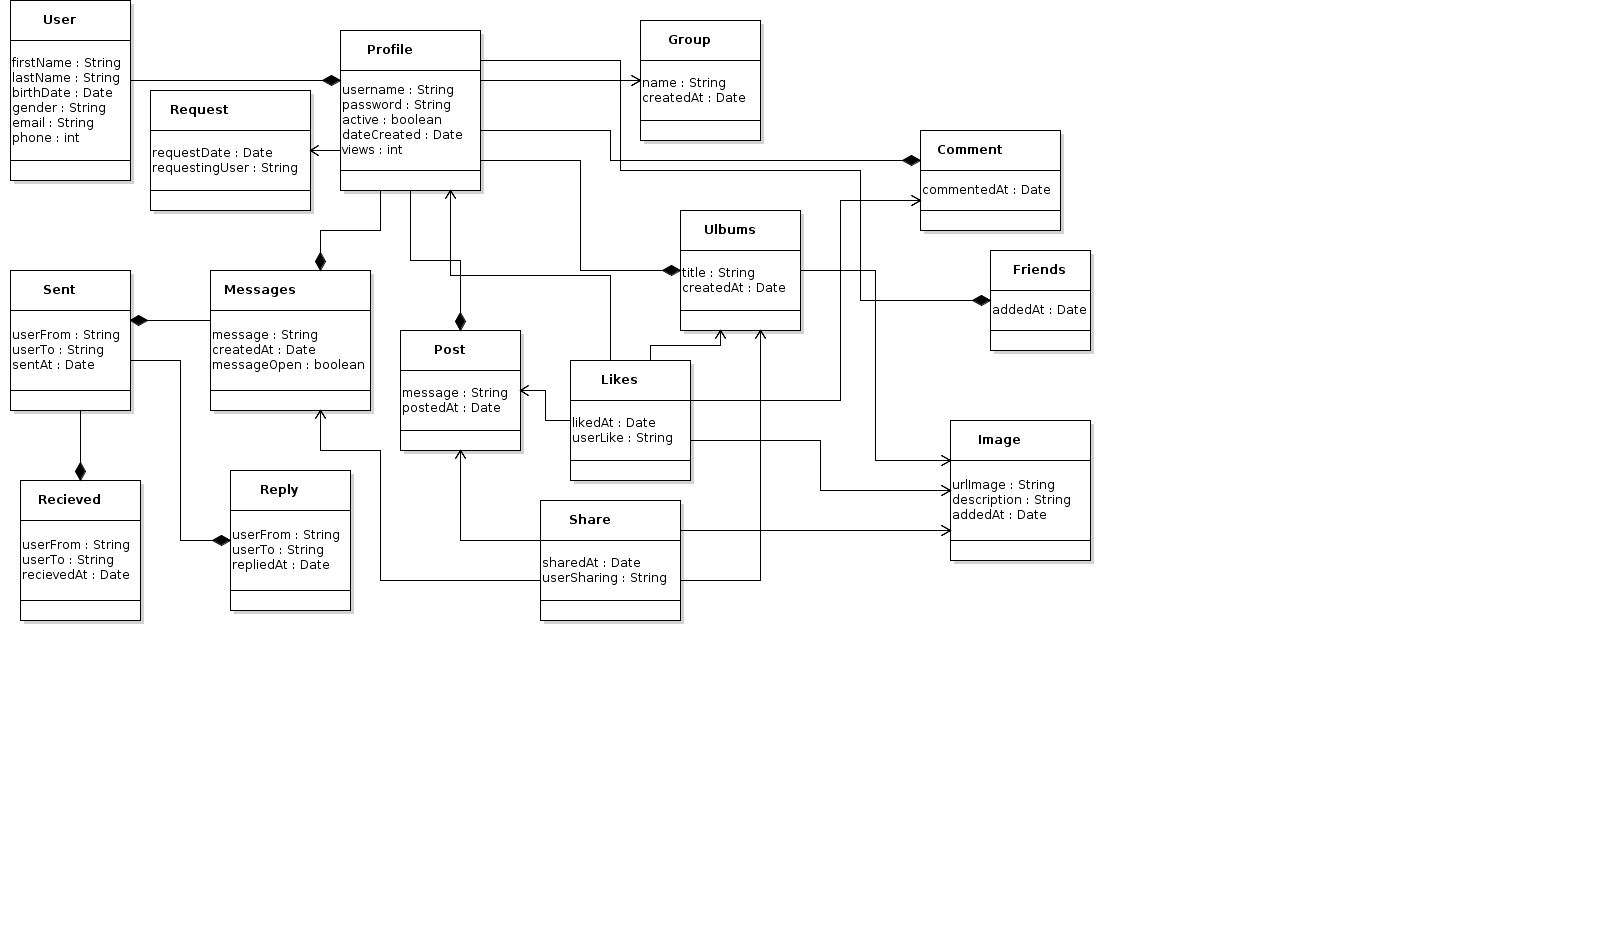 User
firstName : String
lastName : String
birthDate : Date
gender : String
email : String
phone : int
Profile
username : String
password : String
active : boolean
dateCreated : Date
views : int
Group
name : String
createdAt : Date
Request
requestDate : Date
requestingUser : String
Comment
commentedAt : Date
Ulbums
title : String
createdAt : Date
Friends
addedAt : Date
Sent
userFrom : String
userTo : String
sentAt : Date
Messages
message : String
createdAt : Date
messageOpen : boolean
Post
message : String
postedAt : Date
Likes
likedAt : Date
userLike : String
Image
urlImage : String
description : String
addedAt : Date
Recieved
userFrom : String
userTo : String
recievedAt : Date
Reply
userFrom : String
userTo : String
repliedAt : Date
Share
sharedAt : Date
userSharing : String